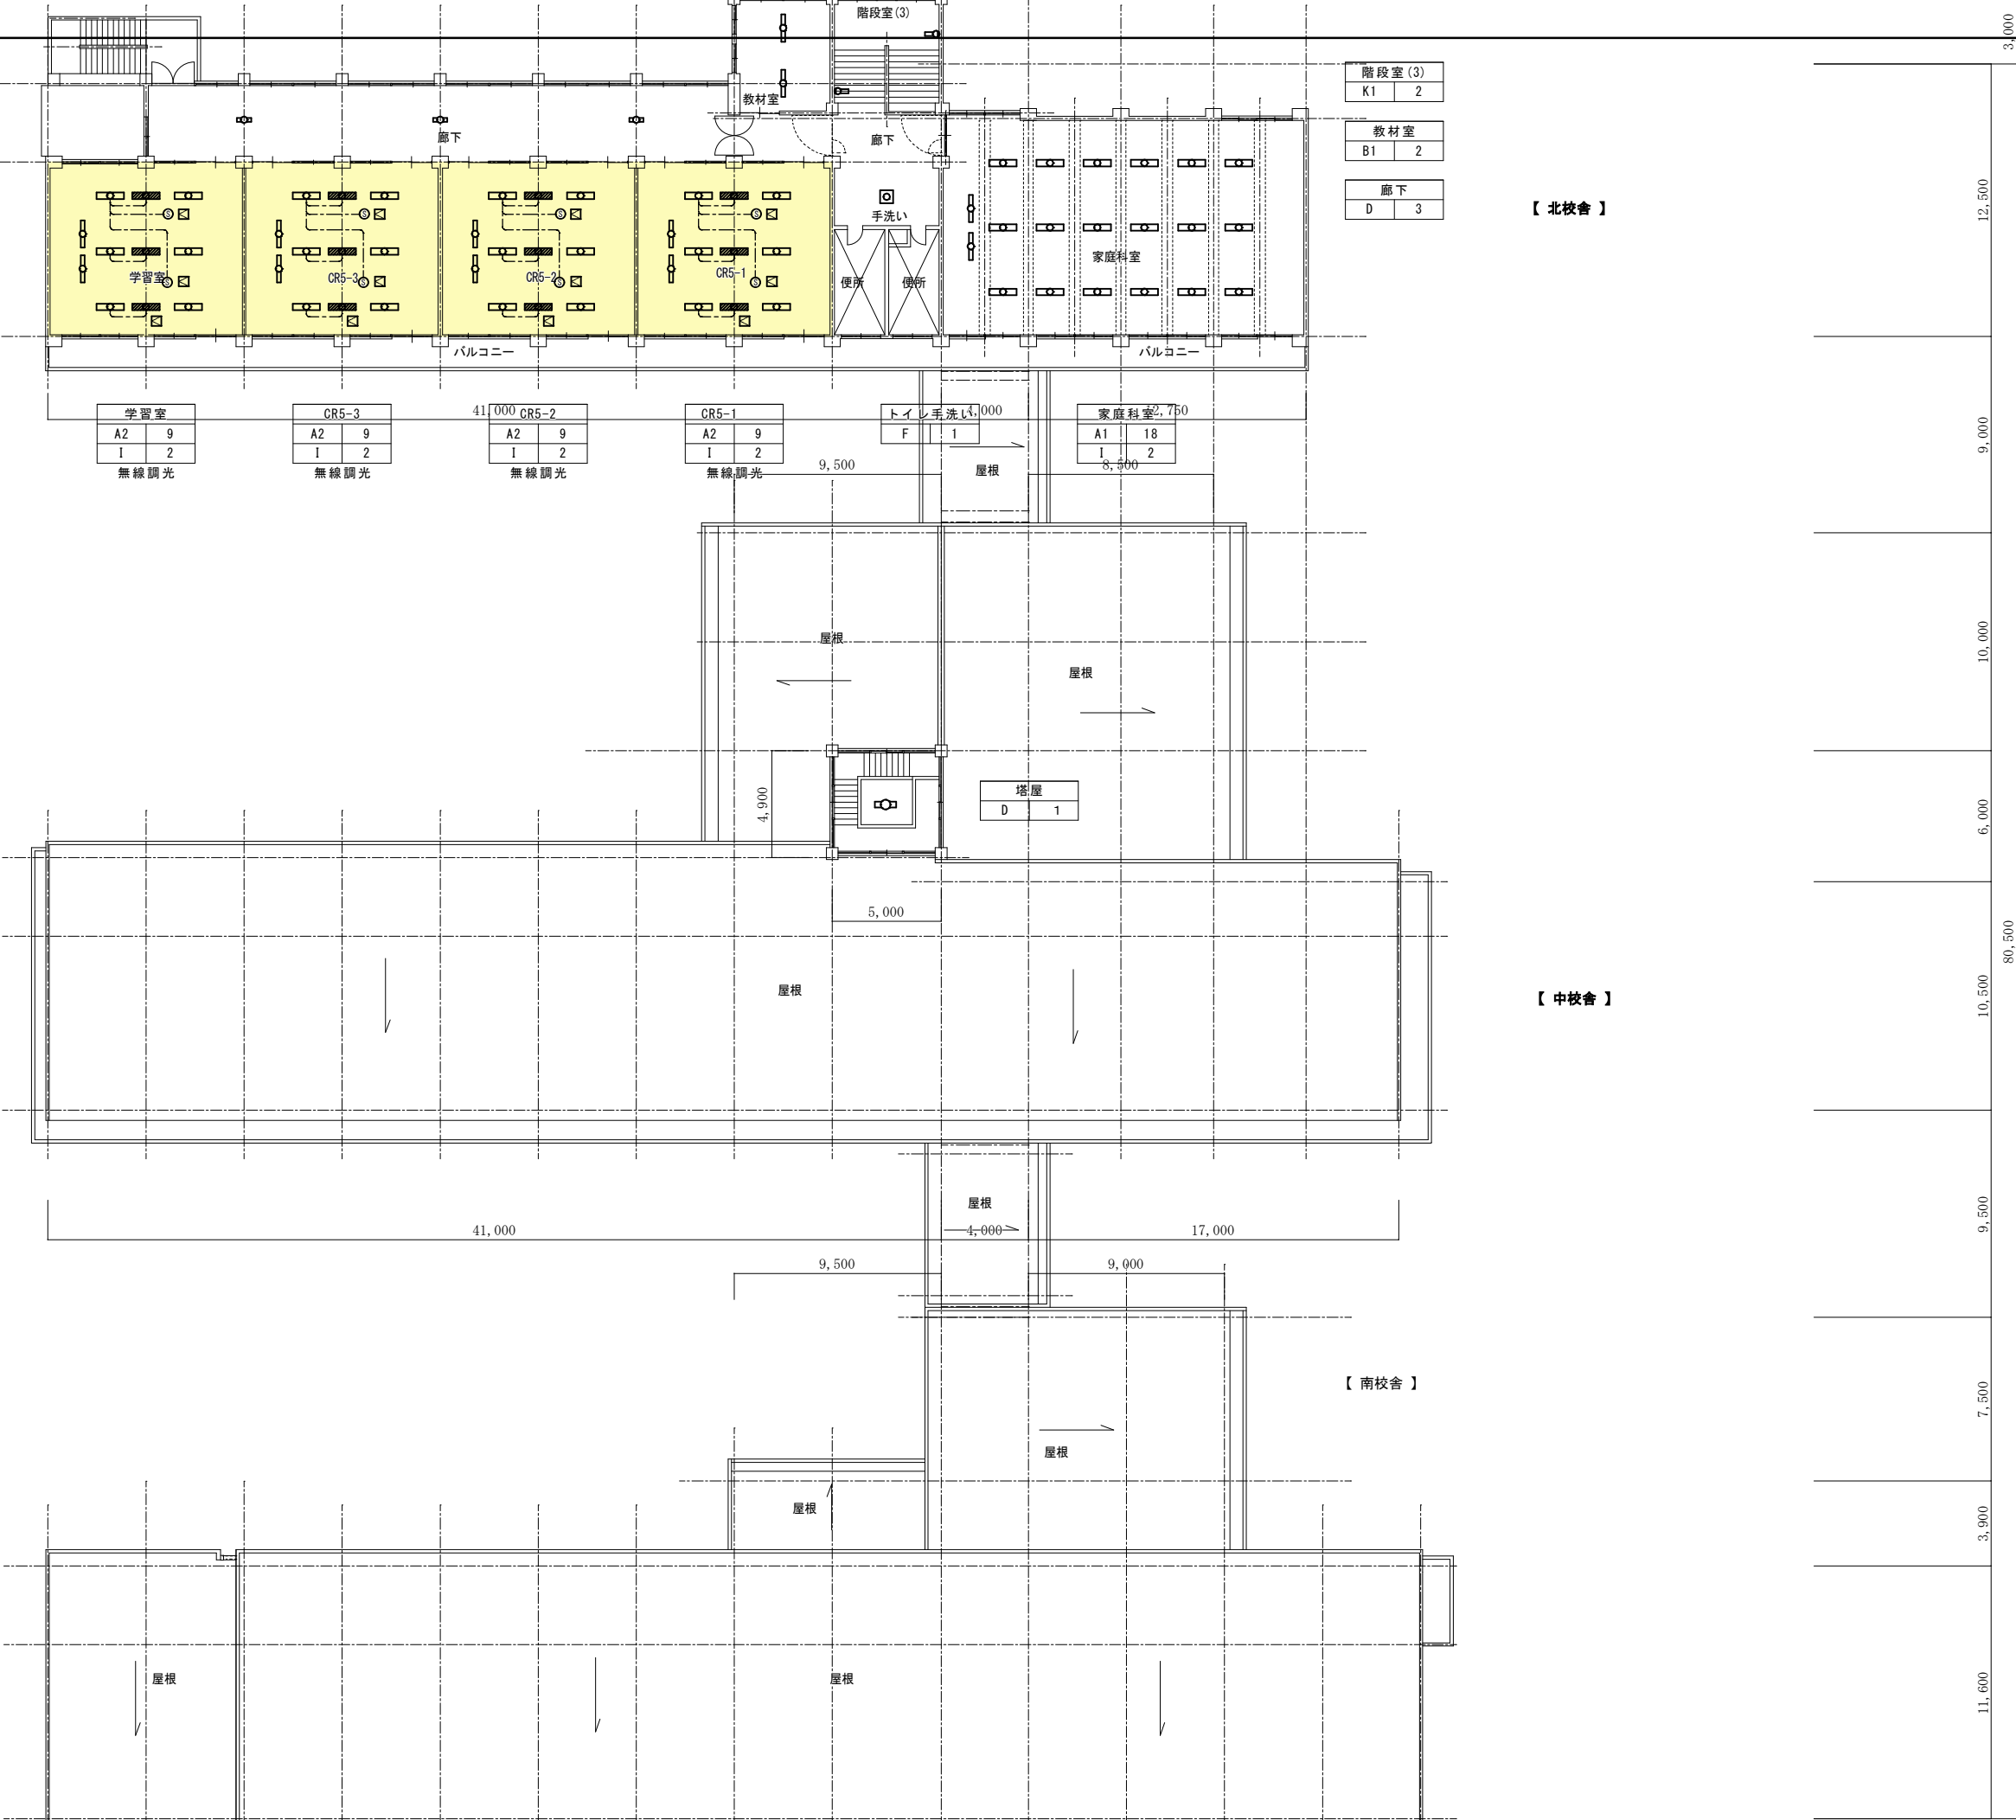 階段室(3)
3,000
階段室(3)
K1 2
教材室
廊下
廊下
教材室
B1 2
廊下
D 3
【 北校舎 】
12,500
手洗い
学習室
CR5-3
CR5-2
CR5-1
便所
便所
家庭科室
S S S S
S S S S
バルコニー
バルコニー
41,000
4,000
12,750
学習室
A2 9
I 2
無線調光
CR5-3
A2 9
I 2
無線調光
CR5-2
A2 9
I 2
無線調光
CR5-1
A2 9
I 2
無線調光
トイレ手洗い
F 1
家庭科室
A1 18
I 2
9,000
9,500
屋根
8,500
屋根
屋根
10,000
4,900
塔屋
D 1
6,000
5,000
80,500
屋根
【 中校舎 】
10,500
屋根
41,000
4,000
17,000
9,500
9,500
9,000
【 南校舎 】
7,500
屋根
屋根
3,900
屋根
屋根
11,600